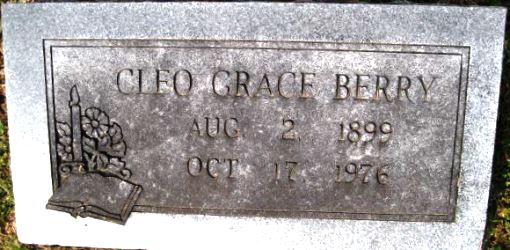 CLEO GRACE BERRY
AUG 2 1899
OCT 17 1976